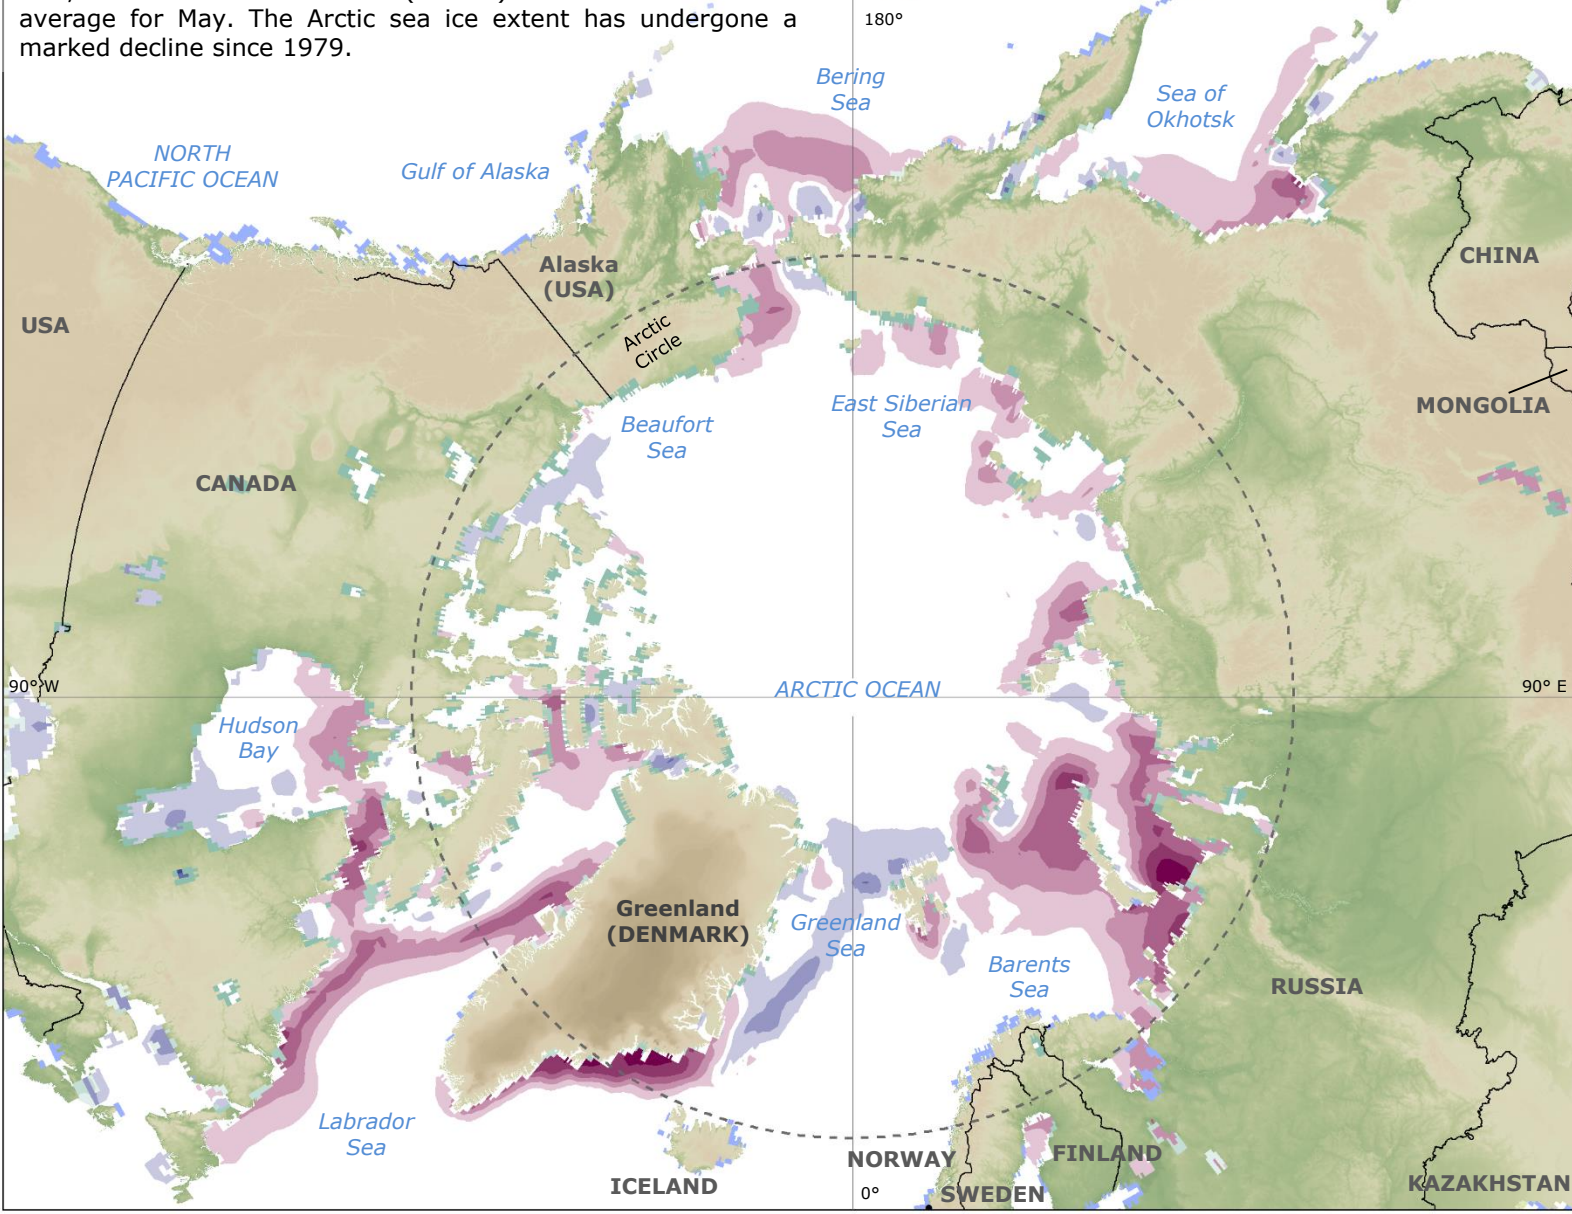 average for May. The Arctic sea ice extent has undergone a
marked decline since 1979.
180°
Bering
Sea
Sea of
Okhotsk
NORTH
PACIFIC OCEAN
Gulf of Alaska
Alaska
(USA)
CHINA
USA
Arctic
Circle
MONGOLIA
East Siberian
Sea
Beaufort
Sea
CANADA
90° W
ARCTIC OCEAN
90° E
Hudson
Bay
Greenland
(DENMARK)
Greenland
Sea
Barents
Sea
RUSSIA
Labrador
Sea
NORWAY
FINLAND
ICELAND
0°
SWEDEN
KAZAKHSTAN